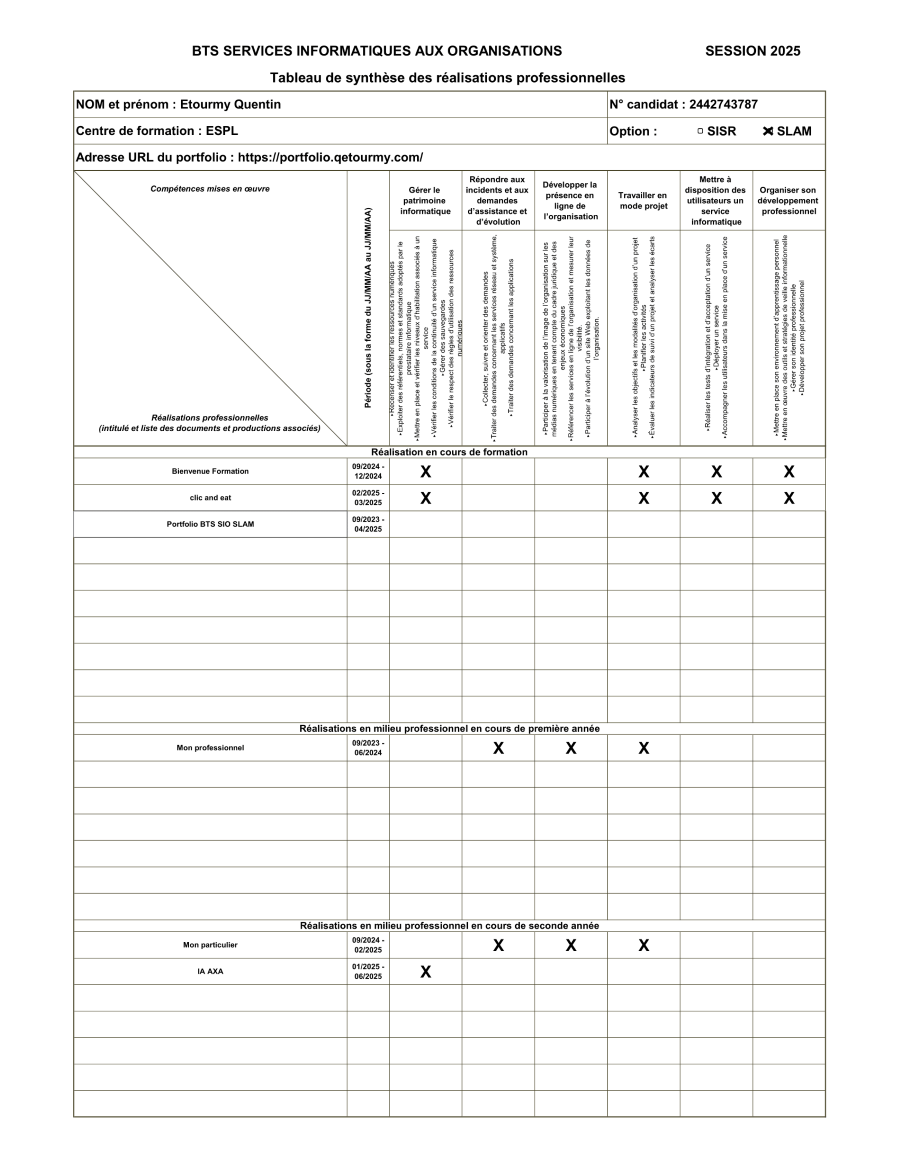 BTS SERVICES INFORMATIQUES AUX ORGANISATIONS SESSION 2025
Tableau de synthèse des réalisations professionnelles
NOM et prénom : Etourmy Quentin N° candidat : 2442743787
Centre de formation : ESPL Option : SISR SLAM
Adresse URL du portfolio : https://portfolio.qetourmy.com/
Compétences mises en œuvre
Réalisations professionnelles
(intitulé et liste des documents et productions associés)
Période (sous la forme du JJ/MM/AA au JJ/MM/AA)
Gérer le
patrimoine
informatique
Répondre aux
incidents et aux
demandes
d'assistance et
d'évolution
Développer la
présence en
ligne de
l'organisation
Travailler en
mode projet
Mettre à
disposition des
utilisateurs un
service
informatique
Organiser son
développement
professionnel
•Recenser et identifier les ressources numériques
•Exploiter des référentiels, normes et standards adoptés par le
prestataire informatique
•Mettre en place et vérifier les niveaux d'habilitation associés à un
service
•Vérifier les conditions de la continuité d'un service informatique
•Gérer des sauvegardes
•Vérifier le respect des règles d'utilisation des ressources
numériques
•Collecter, suivre et orienter des demandes
•Traiter des demandes concernant les services réseau et système,
applicatifs
•Traiter des demandes concernant les applications
•Participer à la valorisation de l'image de l'organisation sur les
médias numériques en tenant compte du cadre juridique et des
enjeux économiques
•Référencer les services en ligne de l'organisation et mesurer leur
visibilité.
•Participer à l'évolution d'un site Web exploitant les données de
l'organisation.
•Analyser les objectifs et les modalités d'organisation d'un projet
•Planifier les activités
•Évaluer les indicateurs de suivi d'un projet et analyser les écarts
•Réaliser les tests d'intégration et d'acceptation d'un service
•Déployer un service
•Accompagner les utilisateurs dans la mise en place d'un service
•Mettre en place son environnement d'apprentissage personnel
•Mettre en œuvre des outils et stratégies de veille informationnelle
•Gérer son identité professionnelle
•Développer son projet professionnel
Réalisation en cours de formation
Bienvenue Formation 09/2024 -
12/2024 X X X X
clic and eat 02/2025 -
03/2025 X X X X
Portfolio BTS SIO SLAM 09/2023 -
04/2025
Réalisations en milieu professionnel en cours de première année
Mon professionnel 09/2023 -
06/2024 X X X
Réalisations en milieu professionnel en cours de seconde année
Mon particulier 09/2024 -
02/2025 X X X
IA AXA 01/2025 -
06/2025 X